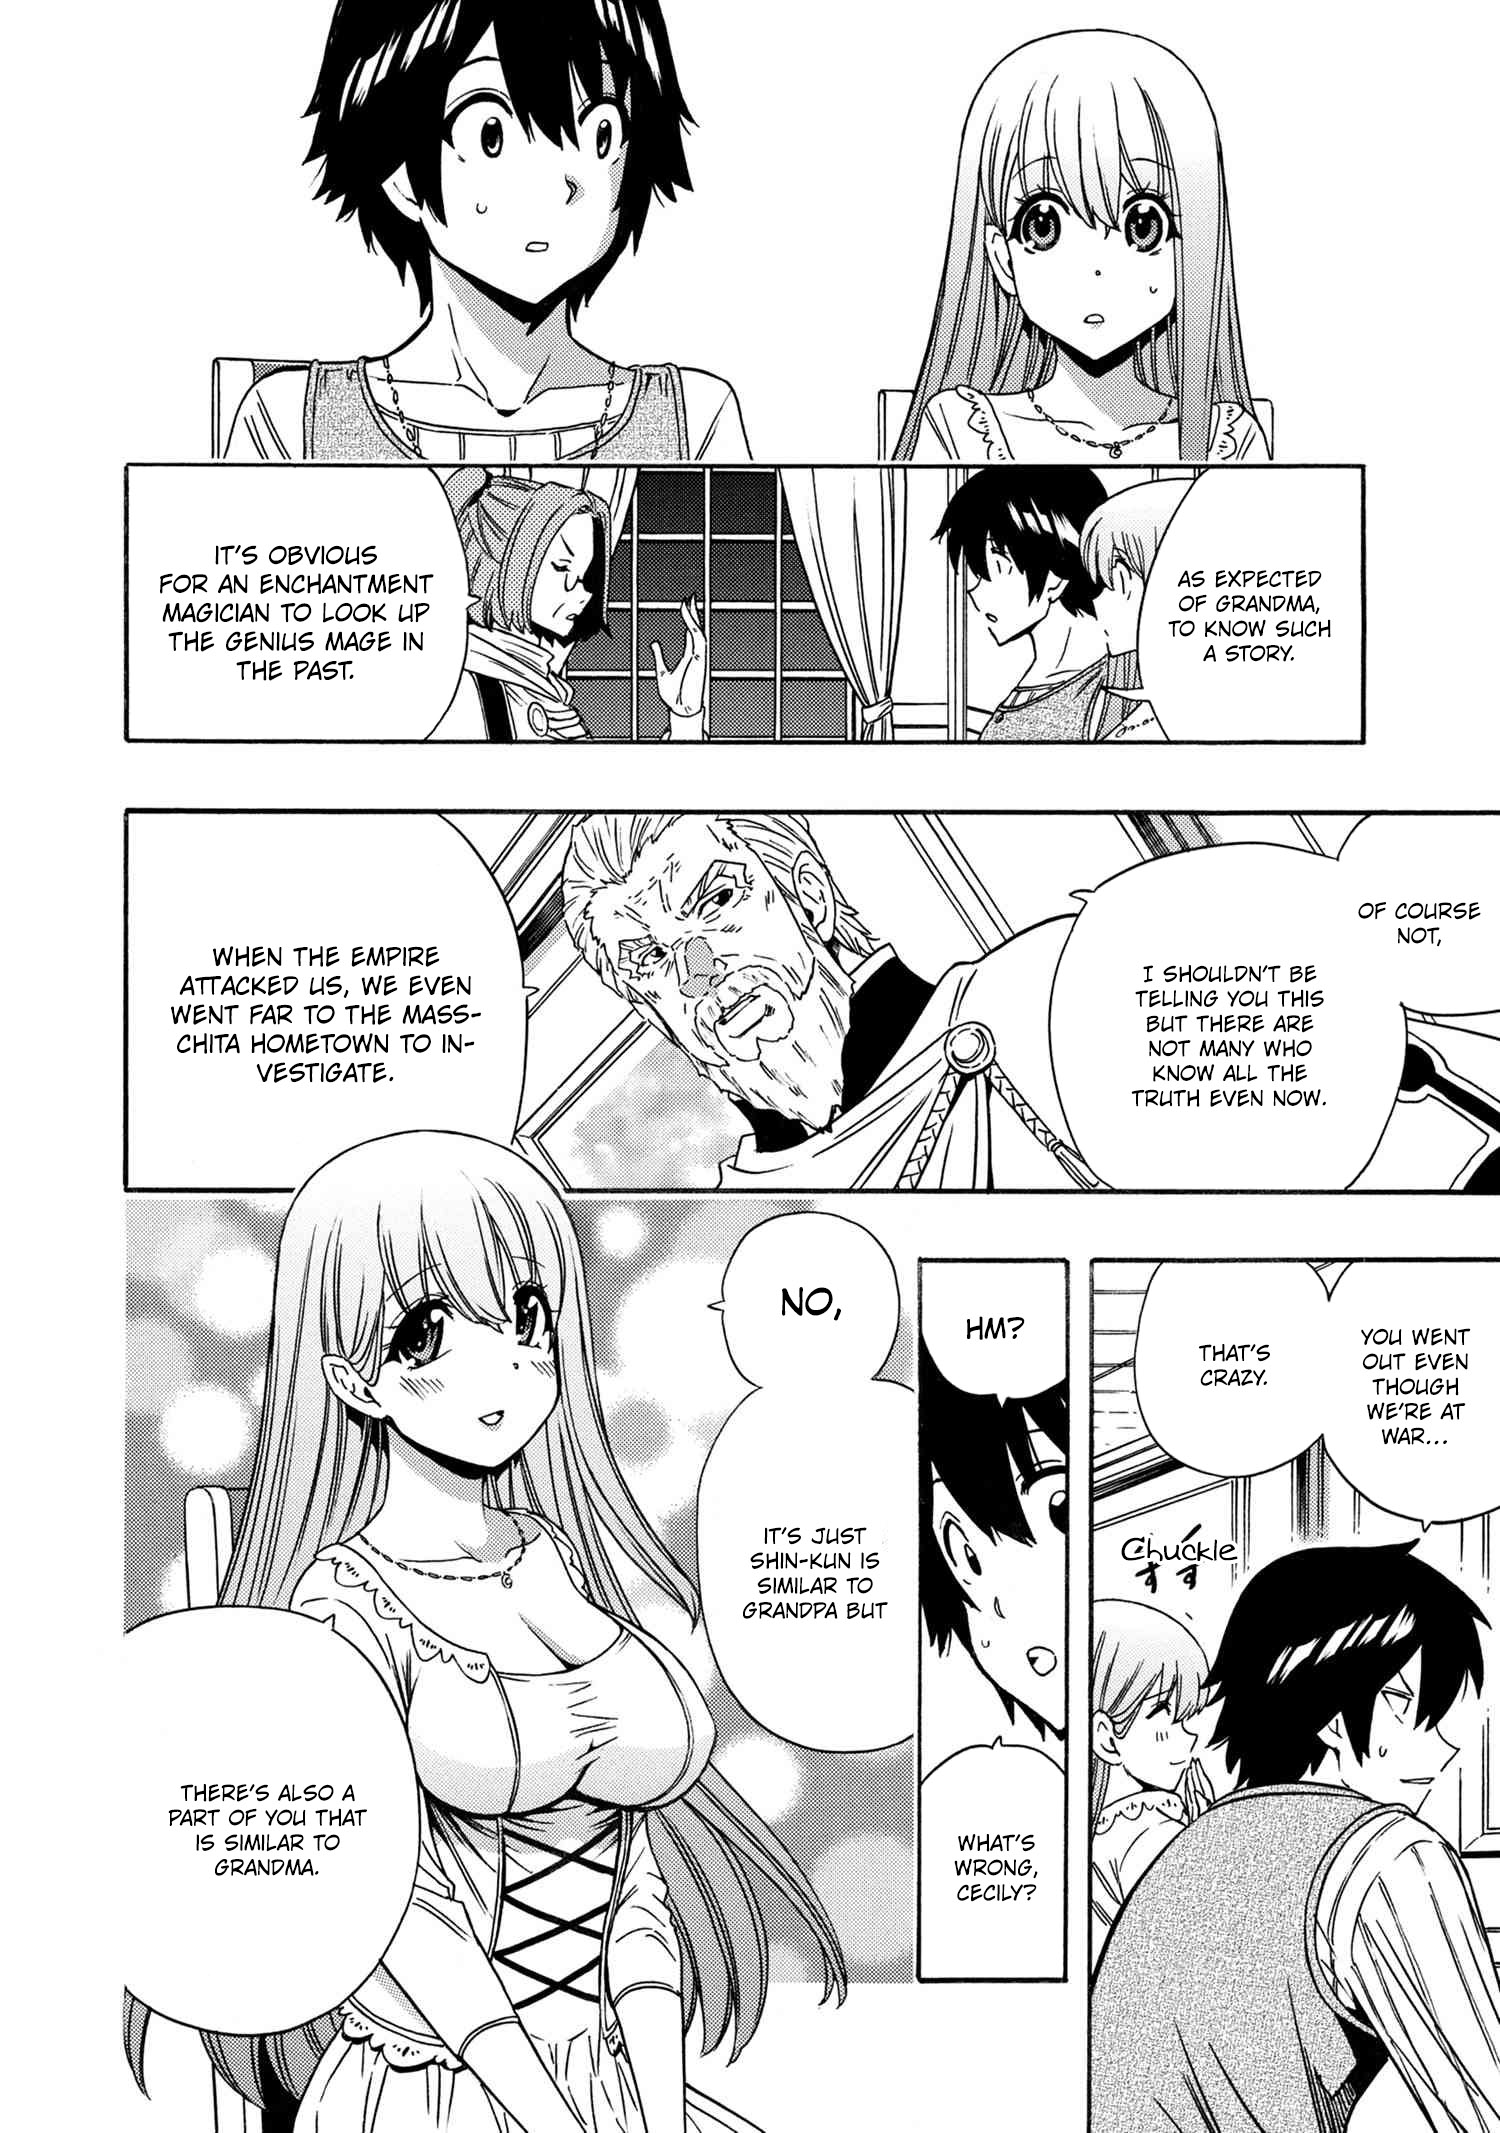 AS EXPECTED
OF GRANDMA,
TO KNOW SUCH
A STORY.
IT'S OBVIOUS
FOR AN ENCHANTMENT
MAGICIAN TO LOOK UP
THE GENIUS MAGE IN
THE PAST.
OF COURSE
NOT,
I SHOULDN'T BE
TELLING YOU THIS
BUT THERE ARE
NOT MANY WHO
KNOW ALL THE
TRUTH EVEN NOW.
WHEN THE EMPIRE
ATTACKED US, WE EVEN
WENT FAR TO THE MASS-
CHITA HOMETOWN TO IN-
VESTIGATE.
YOU WENT
OUT EVEN
THOUGH
WE'RE AT
WAR...
THAT'S
CRAZY.
Chuckle
すす
HM?
WHAT'S
WRONG,
CECILY?
NO,
IT'S JUST
SHIN-KUN IS
SIMILAR TO
GRANDPA BUT
THERE'S ALSO A
PART OF YOU THAT
IS SIMILAR TO
GRANDMA.